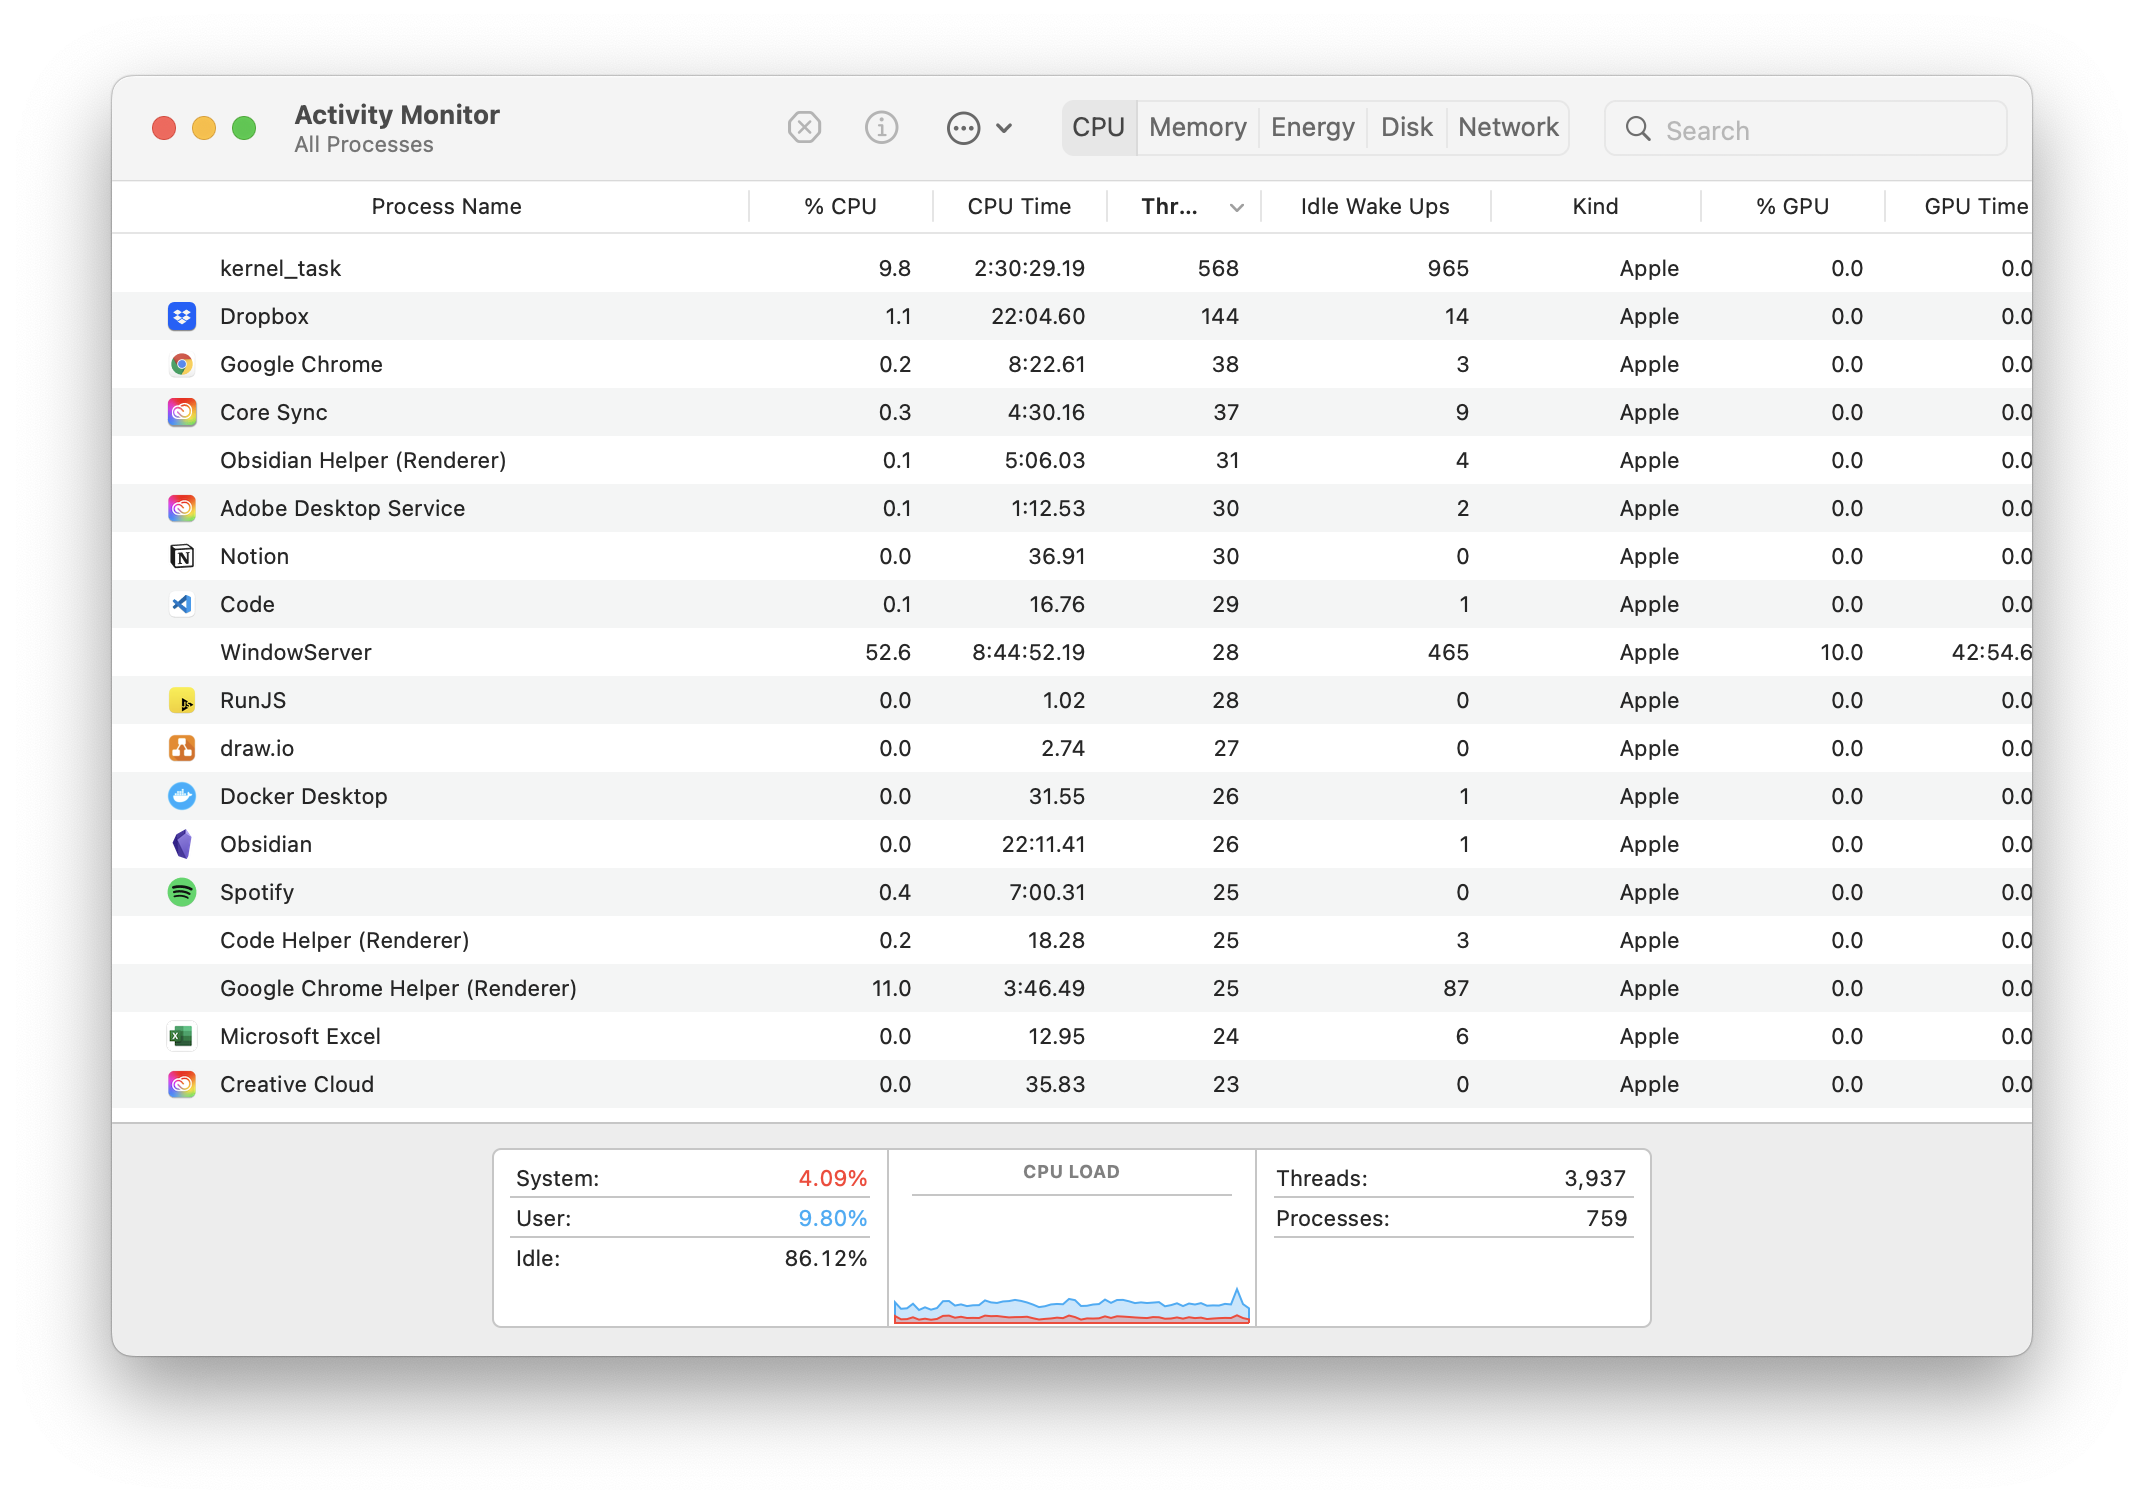 Activity Monitor
All Processes
CPU Memory Energy Disk Network Search
Process Name % CPU CPU Time Thr... Idle Wake Ups Kind % GPU GPU Time
kernel_task 9.8 2:30:29.19 568 965 Apple 0.0 0.0
Dropbox 1.1 22:04.60 144 14 Apple 0.0 0.0
Google Chrome 0.2 8:22.61 38 3 Apple 0.0 0.0
Core Sync 0.3 4:30.16 37 9 Apple 0.0 0.0
Obsidian Helper (Renderer) 0.1 5:06.03 31 4 Apple 0.0 0.0
Adobe Desktop Service 0.1 1:12.53 30 2 Apple 0.0 0.0
Notion 0.0 36.91 30 0 Apple 0.0 0.0
Code 0.1 16.76 29 1 Apple 0.0 0.0
WindowServer 52.6 8:44:52.19 28 465 Apple 10.0 42:54.6
RunJS 0.0 1.02 28 0 Apple 0.0 0.0
draw.io 0.0 2.74 27 0 Apple 0.0 0.0
Docker Desktop 0.0 31.55 26 1 Apple 0.0 0.0
Obsidian 0.0 22:11.41 26 1 Apple 0.0 0.0
Spotify 0.4 7:00.31 25 0 Apple 0.0 0.0
Code Helper (Renderer) 0.2 18.28 25 3 Apple 0.0 0.0
Google Chrome Helper (Renderer) 11.0 3:46.49 25 87 Apple 0.0 0.0
Microsoft Excel 0.0 12.95 24 6 Apple 0.0 0.0
Creative Cloud 0.0 35.83 23 0 Apple 0.0 0.0
System: 4.09%
User: 9.80%
Idle: 86.12%
CPU LOAD
Threads: 3,937
Processes: 759